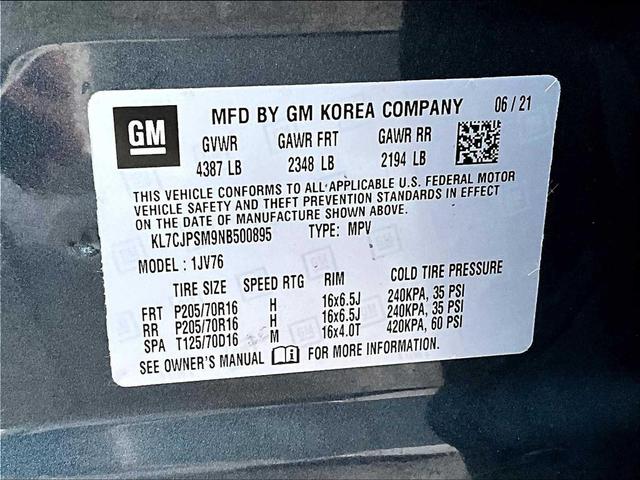 GM
MFD BY GM KOREA COMPANY 06 / 21
GVWR GAWR FRT GAWR RR
4387 LB 2348 LB 2194 LB
THIS VEHICLE CONFORMS TO ALL APPLICABLE U.S. FEDERAL MOTOR
VEHICLE SAFETY AND THEFT PREVENTION STANDARDS IN EFFECT
ON THE DATE OF MANUFACTURE SHOWN ABOVE.
KL7CJPSM9NB500895 TYPE: MPV
MODEL : 1JV76
TIRE SIZE SPEED RTG RIM COLD TIRE PRESSURE
FRT P205/70R16 H 16x6.5J 240KPA, 35 PSI
RR P205/70R16 H 16x6.5J 240KPA, 35 PSI
SPA T125/70D16 M 16x4.0T 420KPA, 60 PSI
SEE OWNER'S MANUAL FOR MORE INFORMATION.